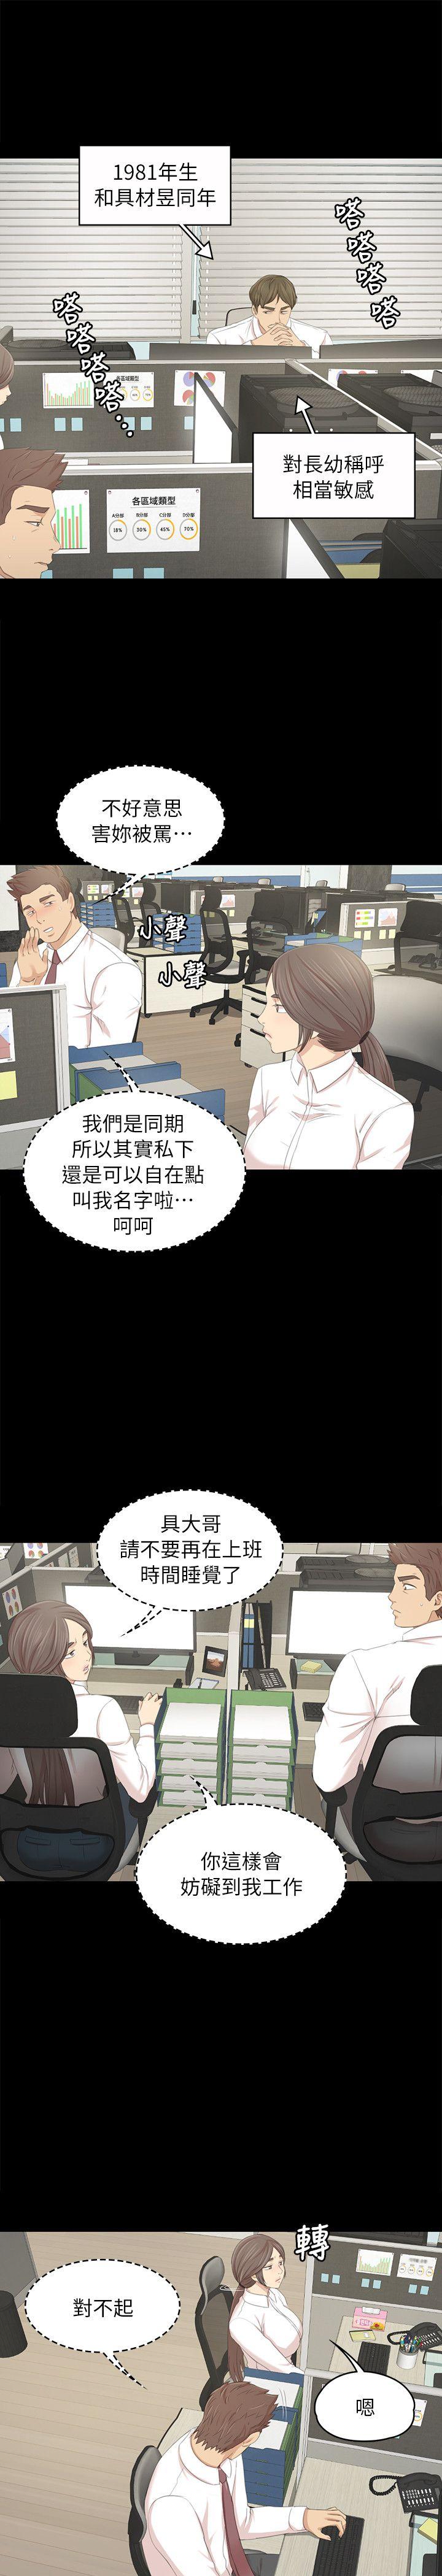 1981年生
和具材昱同年
嗒
嗒
嗒
嗒
嗒
嗒
嗒
嗒…
各區域類型
對長幼稱呼
相當敏感
各區域類型
A分部 B分部 C分部 D分部
18% 30% 45% 70%
不好意思
害妳被罵…
小聲
小聲
我們是同期
所以其實私下
還是可以自在點
叫我名字啦…
呵呵
具大哥
請不要再在上班
時間睡覺了
你這樣會
妨礙到我工作
轉
對不起
嗯